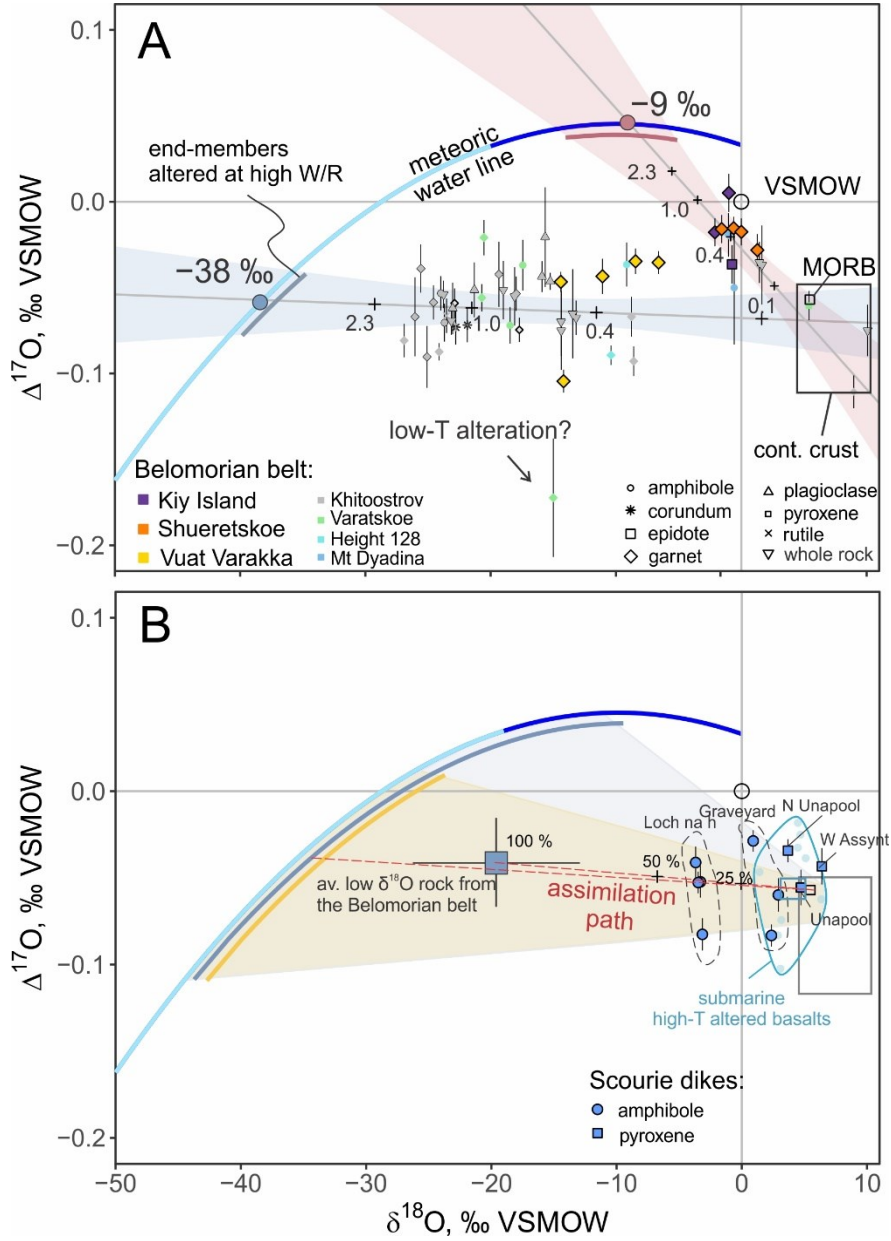 A
0.1
0.0
−0.1
−0.2
Δ17O, ‰ VSMOW
−9 ‰
meteoric
water line
end-members
altered at high W/R
−38 ‰
2.3
1.0
0.4
2.3
1.0
0.4
0.1
VSMOW
MORB
cont. crust
low-T alteration?
Belomorian belt:
Kiy Island
Shueretskoe
Vuat Varakka
Khitoostrov
Varatskoe
Height 128
Mt Dyadina
amphibole
corundum
epidote
garnet
plagioclase
pyroxene
rutile
whole rock
B
0.1
0.0
−0.1
−0.2
Δ17O, ‰ VSMOW
100 %
av. low δ18O rock from
the Belomorian belt
50 %
25 %
assimilation
path
Loch na h
Graveyard
N Unapool
W Assynt
Unapool
submarine
high-T altered basalts
Scourie dikes:
amphibole
pyroxene
−50
−40
−30
−20
−10
0
10
δ18O, ‰ VSMOW